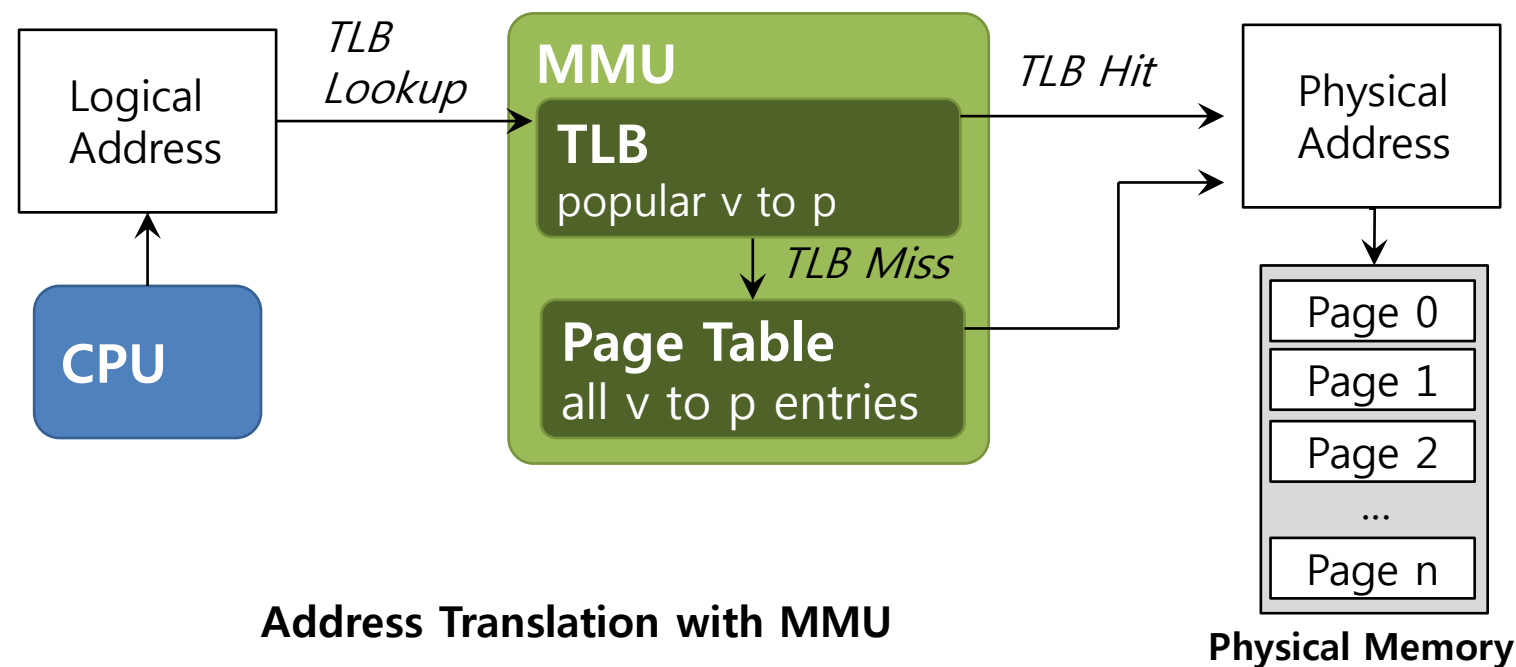 TLB
Lookup
Logical
Address
CPU
MMU
TLB
popular v to p
TLB Miss
Page Table
all v to p entries
TLB Hit
Physical
Address
Page 0
Page 1
Page 2
...
Page n
Physical Memory
Address Translation with MMU